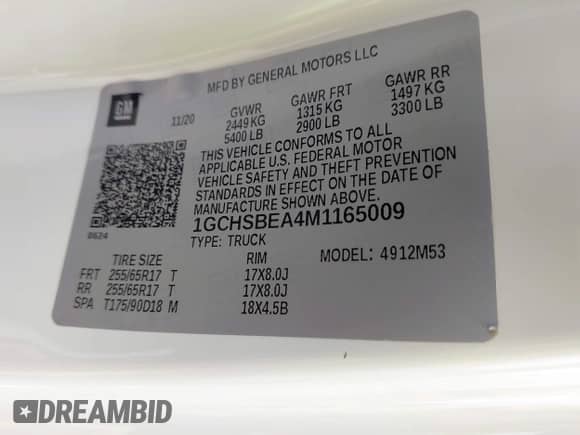 MFD BY GENERAL MOTORS LLC
GM
11/20 GVWR GAWR FRT GAWR RR
2449 KG 1315 KG 1497 KG
5400 LB 2900 LB 3300 LB
THIS VEHICLE CONFORMS TO ALL
APPLICABLE U.S. FEDERAL MOTOR
VEHICLE SAFETY AND THEFT PREVENTION
STANDARDS IN EFFECT ON THE DATE OF
MANUFACTURE SHOWN ABOVE.
0624 1GCHSBEA4M1165009
TYPE: TRUCK MODEL: 4912M53
TIRE SIZE RIM
FRT 255/65R17 T 17X8.0J
RR 255/65R17 T 17X8.0J
SPA T175/90D18 M 18X4.5B
DREAMBID